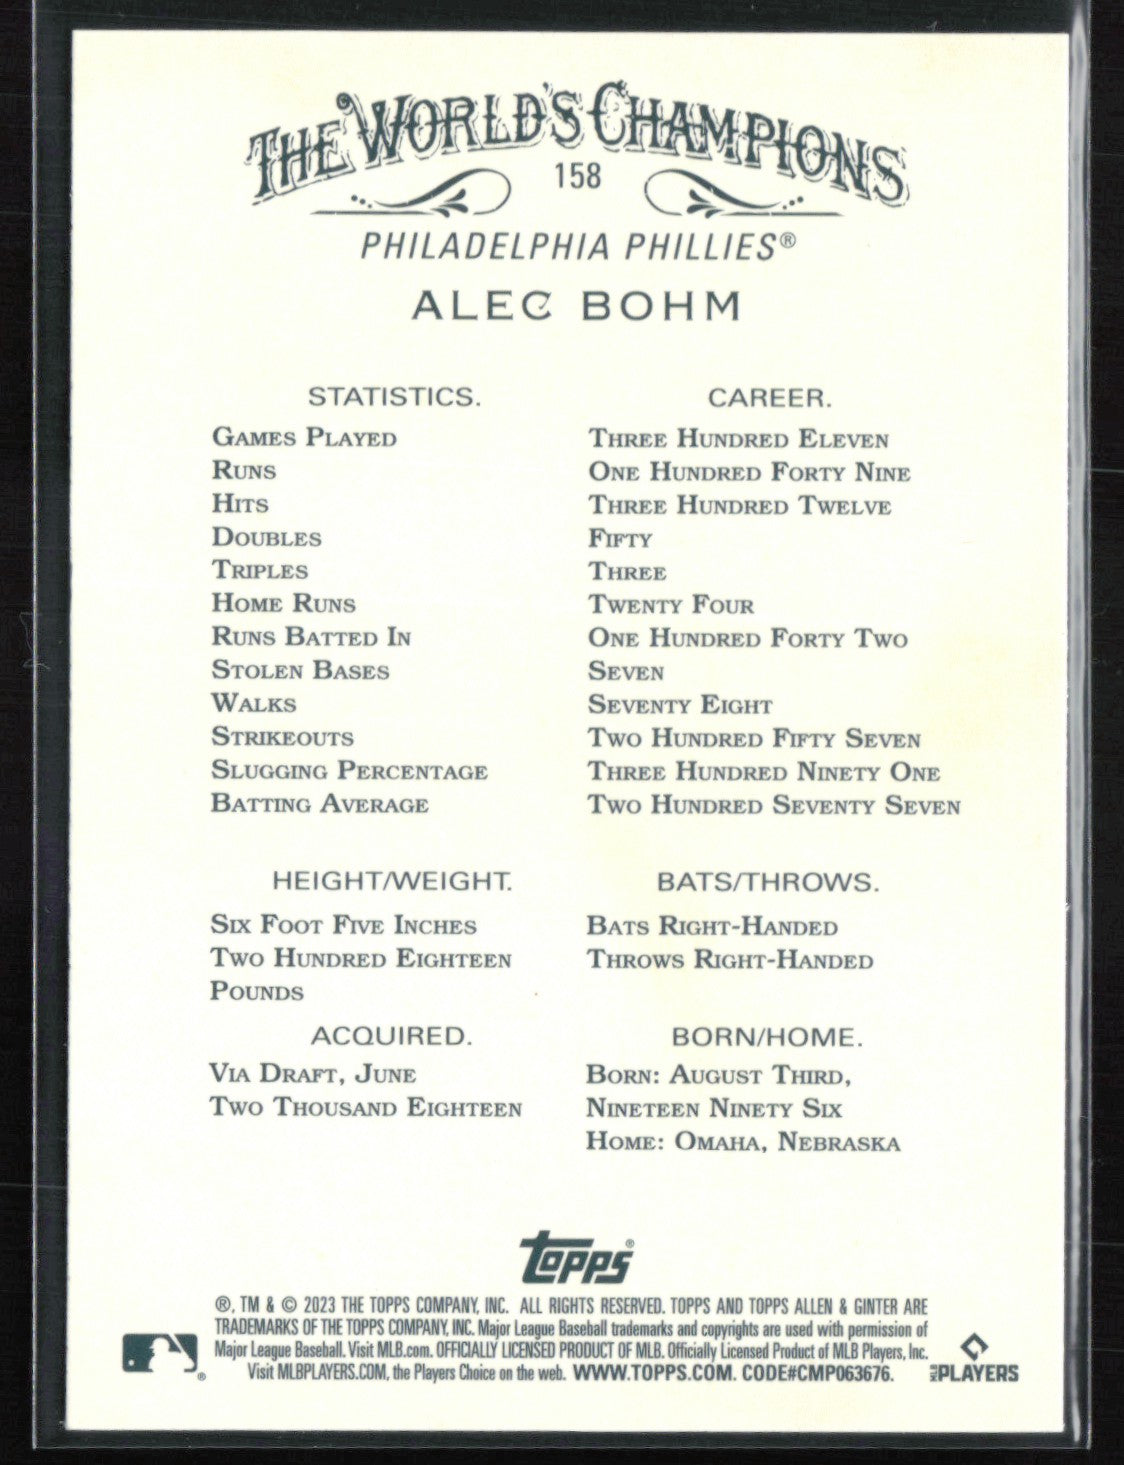 THE WORLD'S CHAMPIONS
158
PHILADELPHIA PHILLIES®
ALEC BOHM
STATISTICS. CAREER.
GAMES PLAYED THREE HUNDRED ELEVEN
RUNS ONE HUNDRED FORTY NINE
HITS THREE HUNDRED TWELVE
DOUBLES FIFTY
TRIPLES THREE
HOME RUNS TWENTY FOUR
RUNS BATTED IN ONE HUNDRED FORTY TWO
STOLEN BASES SEVEN
WALKS SEVENTY EIGHT
STRIKEOUTS TWO HUNDRED FIFTY SEVEN
SLUGGING PERCENTAGE THREE HUNDRED NINETY ONE
BATTING AVERAGE TWO HUNDRED SEVENTY SEVEN
HEIGHT/WEIGHT.
SIX FOOT FIVE INCHES
TWO HUNDRED EIGHTEEN
POUNDS
BATS/THROWS.
BATS RIGHT-HANDED
THROWS RIGHT-HANDED
ACQUIRED.
VIA DRAFT, JUNE
TWO THOUSAND EIGHTEEN
BORN/HOME.
BORN: AUGUST THIRD,
NINETEEN NINETY SIX
HOME: OMAHA, NEBRASKA
topps®
®, TM & © 2023 THE TOPPS COMPANY, INC. ALL RIGHTS RESERVED. TOPPS AND TOPPS ALLEN & GINTER ARE
TRADEMARKS OF THE TOPPS COMPANY, INC. Major League Baseball trademarks and copyrights are used with permission of
Major League Baseball. Visit MLB.com. OFFICIALLY LICENSED PRODUCT OF MLB. Officially Licensed Product of MLB Players, Inc.
Visit MLBPLAYERS.COM, the Players Choice on the web. WWW.TOPPS.COM. CODE#CMP063676.
®
MLB PLAYERS